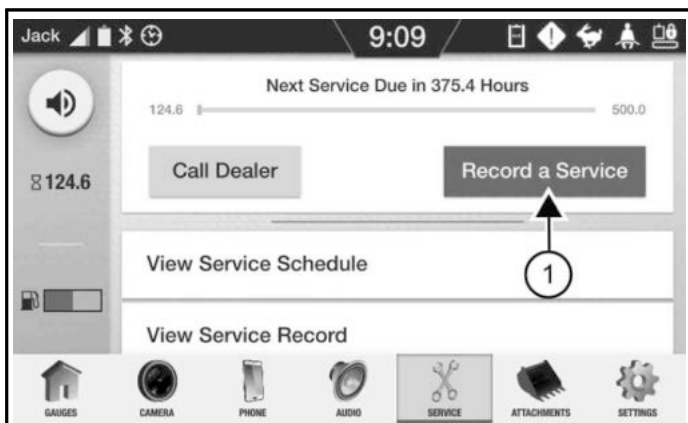 Jack 9:09
Next Service Due in 375.4 Hours
124.6 500.0
Call Dealer Record a Service
124.6
1
View Service Schedule
View Service Record
GAUGES CAMERA PHONE AUDIO SERVICE ATTACHMENTS SETTINGS